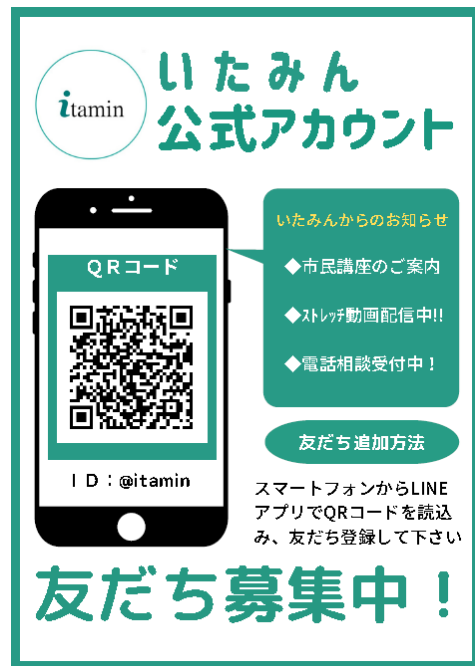 itamin
いたみん
公式アカウント
QRコード
ID：@itamin
いたみんからのお知らせ
◆市民講座のご案内
◆ｽﾄﾚｯﾁ動画配信中!!
◆電話相談受付中！
友だち追加方法
スマートフォンからLINE
アプリでQRコードを読込
み、友だち登録して下さい
友だち募集中！